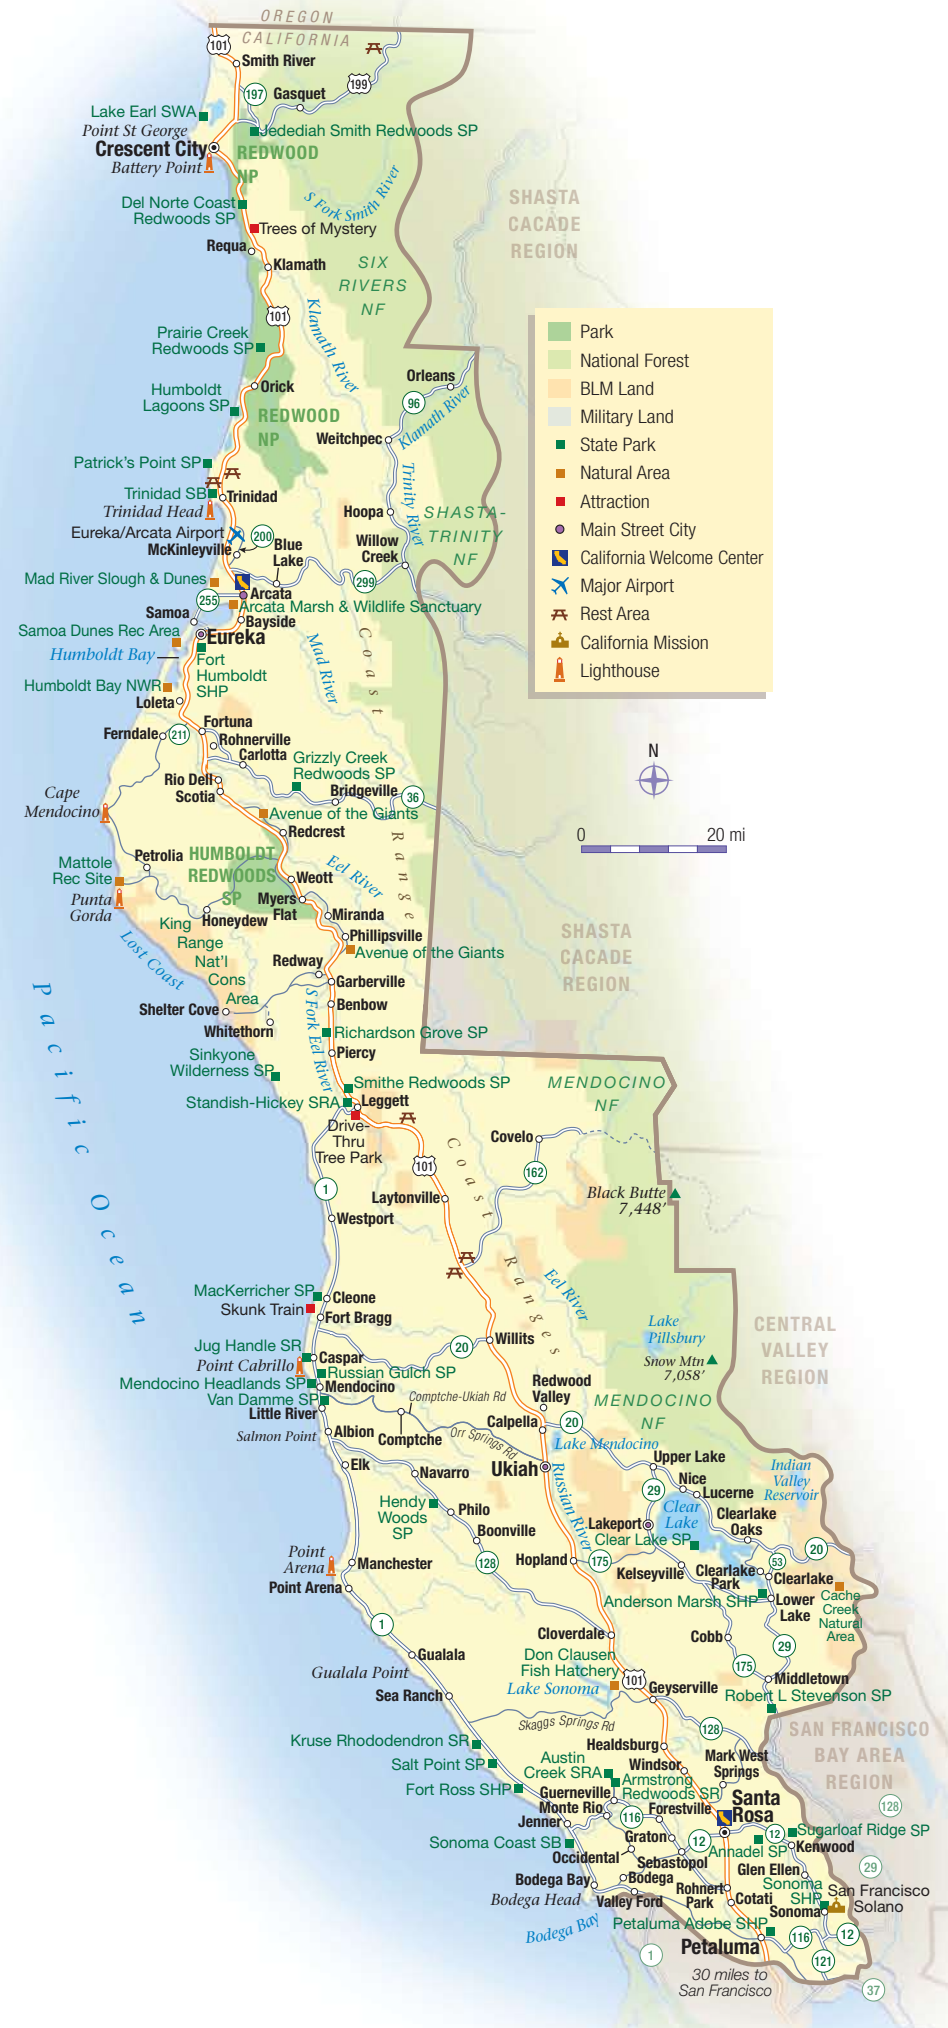 OREGON
CALIFORNIA
101
Smith River
199
197
Gasquet
Lake Earl SWA
Point St George
Jedediah Smith Redwoods SP
Crescent City
REDWOOD
NP
Battery Point
S Fork Smith River
Del Norte Coast
Redwoods SP
SHASTA
CACADE
REGION
Trees of Mystery
Requa
Klamath
SIX
RIVERS
NF
101
Klamath River
Prairie Creek
Redwoods SP
Park
National Forest
BLM Land
Military Land
State Park
Natural Area
Attraction
Main Street City
California Welcome Center
Major Airport
Rest Area
California Mission
Lighthouse
Orleans
Orick
Humboldt
Lagoons SP
96
Klamath River
REDWOOD
NP
Weitchpec
Patrick's Point SP
Trinity River
Trinidad SB
Trinidad
Trinidad Head
Hoopa
SHASTA-
TRINITY
NF
Eureka/Arcata Airport
200
McKinleyville
Blue
Lake
Willow
Creek
Mad River Slough & Dunes
299
Arcata
255
Arcata Marsh & Wildlife Sanctuary
Samoa
Bayside
Samoa Dunes Rec Area
Eureka
Humboldt Bay
Fort
Humboldt
SHP
Mad River
Coast
Humboldt Bay NWR
Loleta
Fortuna
Ferndale
211
Rohnerville
Carlotta
Grizzly Creek
Redwoods SP
N
Rio Dell
Scotia
Bridgeville
36
Cape
Mendocino
Avenue of the Giants
Redcrest
Range
0
20 mi
Petrolia
HUMBOLDT
REDWOODS
SP
Mattole
Rec Site
Weott
Eel River
Punta
Gorda
Myers
Flat
Honeydew
Miranda
King
Range
Nat'l
Cons
Area
Phillipsville
Avenue of the Giants
SHASTA
CACADE
REGION
Lost Coast
Redway
Garberville
Pacific Ocean
Shelter Cove
Benbow
Whitethorn
S Fork Eel River
Richardson Grove SP
Piercy
Sinkyone
Wilderness SP
Smithe Redwoods SP
MENDOCINO
NF
Standish-Hickey SRA
Leggett
Drive-
Thru
Tree Park
Covelo
Coast
101
162
1
Laytonville
Black Butte
7,448'
Westport
Ranges
Eel River
MacKerricher SP
Cleone
Skunk Train
Fort Bragg
Lake
Pillsbury
CENTRAL
VALLEY
REGION
20
Willits
Jug Handle SR
Caspar
Point Cabrillo
Russian Gulch SP
Snow Mtn
7,058'
Mendocino Headlands SP
Mendocino
Redwood
Valley
Van Damme SP
Comptche-Ukiah Rd
MENDOCINO
NF
Little River
Calpella
20
Salmon Point
Albion
Comptche
Orr Springs Rd
Lake Mendocino
Elk
Navarro
Ukiah
Upper Lake
Indian
Valley
Reservoir
Nice
29
Lucerne
Hendy
Woods
SP
Philo
Russian River
Clear
Lake
Clearlake
Oaks
Boonville
Lakeport
Clear Lake SP
20
Point
Arena
Manchester
128
Hopland
175
53
Kelseyville
Clearlake
Park
Clearlake
Point Arena
Anderson Marsh SHP
Lower
Lake
Cache
Creek
Natural
Area
1
Cloverdale
Cobb
29
Gualala
Don Clausen
Fish Hatchery
175
Gualala Point
101
Middletown
Lake Sonoma
Sea Ranch
Geyserville
Robert L Stevenson SP
Skaggs Springs Rd
128
SAN FRANCISCO
BAY AREA
REGION
Kruse Rhododendron SR
Healdsburg
Mark West
Springs
Salt Point SP
Austin
Creek SRA
Windsor
Fort Ross SHP
Armstrong
Redwoods SR
Guerneville
Santa
Rosa
128
Monte Rio
116
Forestville
Jenner
12
Sugarloaf Ridge SP
Sonoma Coast SB
Graton
12
Kenwood
Occidental
Annadel SP
Sebastopol
Glen Ellen
29
Bodega Bay
Bodega
Sonoma
SHP
Bodega Head
Valley Ford
Rohnert
Park
Cotati
San Francisco
Solano
Sonoma
Bodega Bay
Petaluma Adobe SHP
12
116
Petaluma
1
121
30 miles to
San Francisco
37